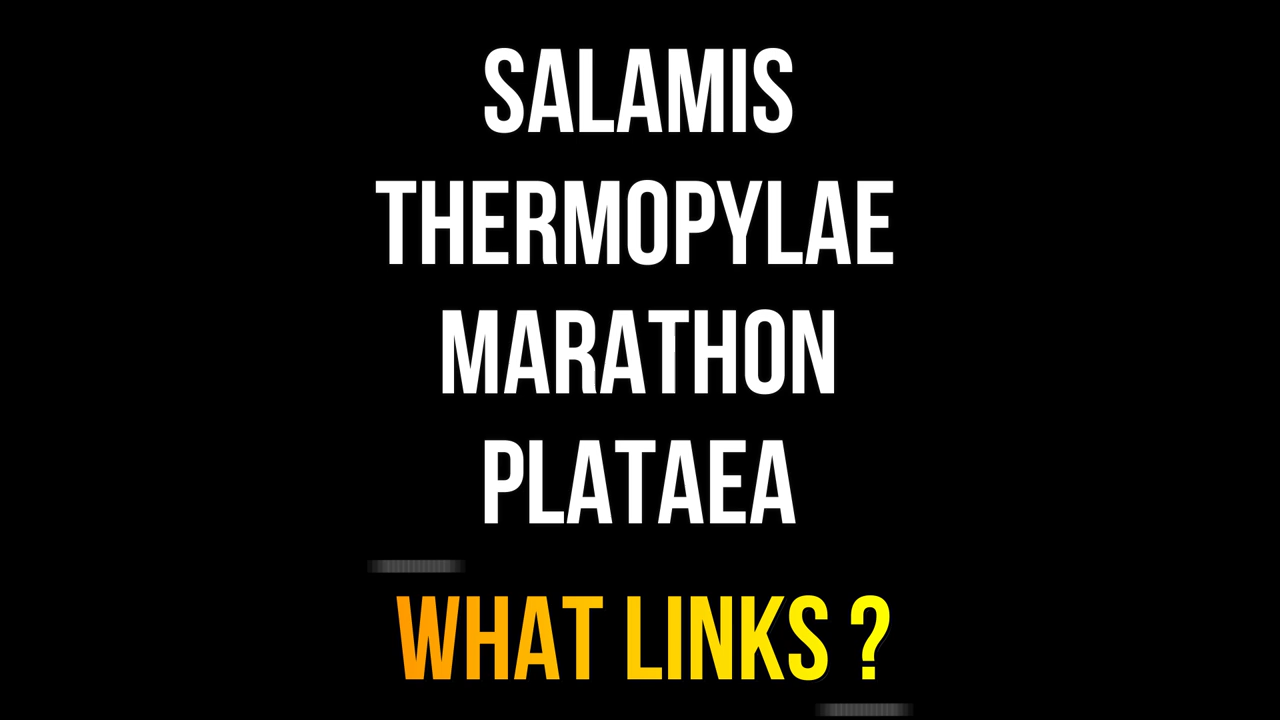 SALAMIS
THERMOPYLAE
MARATHON
PLATAEA
WHAT LINKS ?